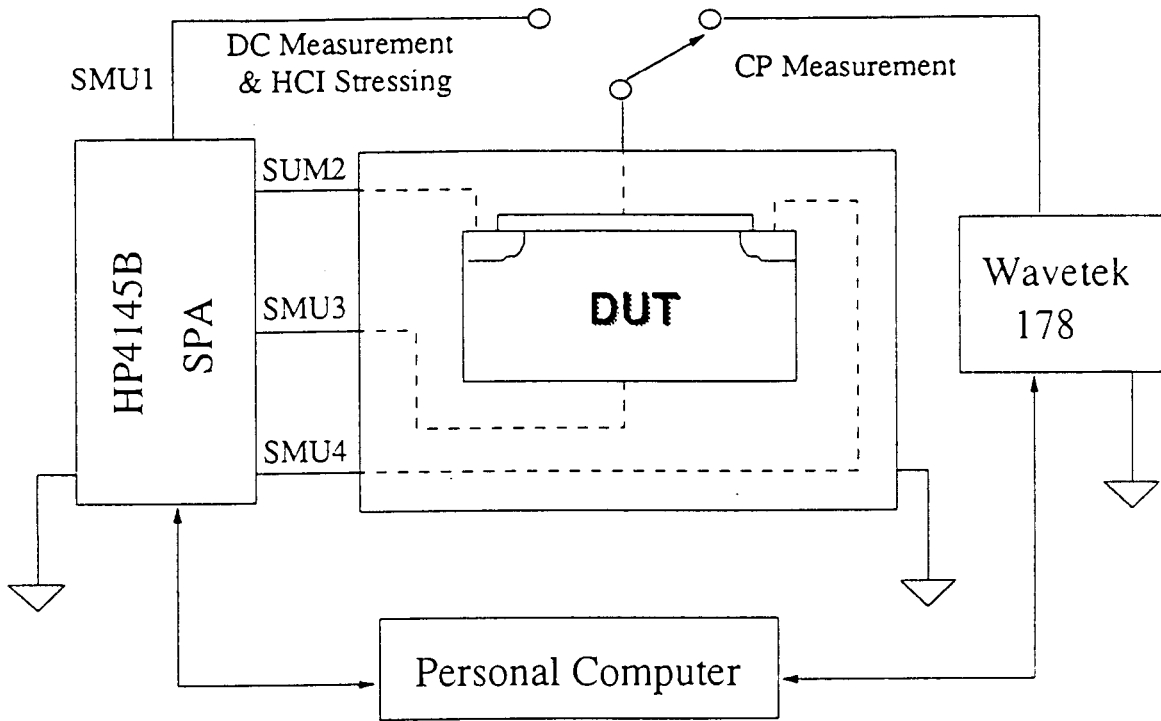 DC Measurement
& HCI Stressing
SMU1
CP Measurement
SUM2
HP4145B
SPA
SMU3
DUT
Wavetek
178
SMU4
Personal Computer